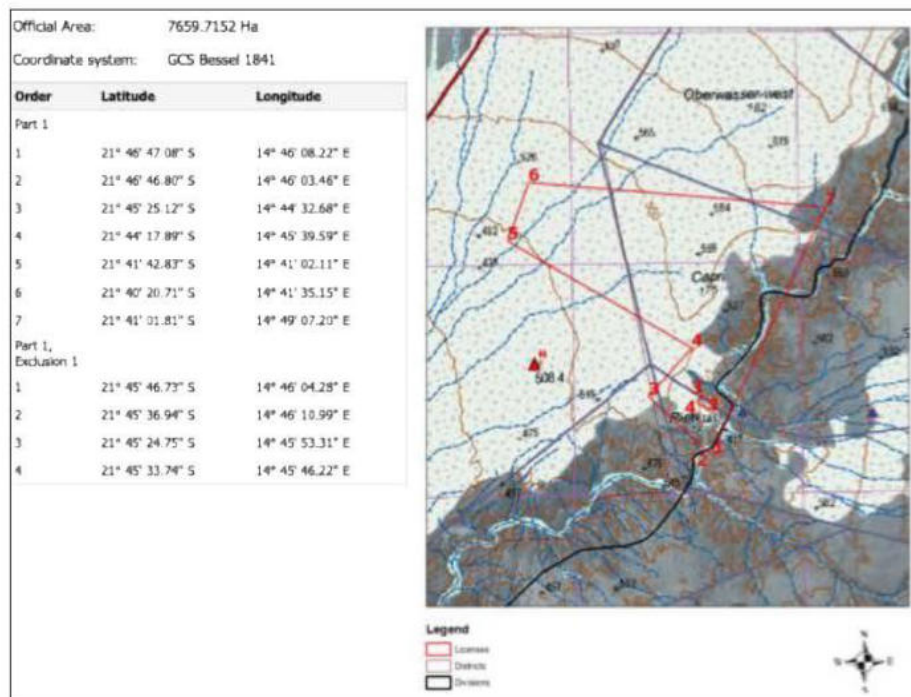 Official Area: 7659.7152 Ha
Coordinate system: GCS Bessel 1841
Order Latitude Longitude
Part 1
1 21° 46' 47.08" S 14° 46' 08.22" E
2 21° 46' 46.80" S 14° 46' 03.46" E
3 21° 45' 25.12" S 14° 44' 32.68" E
4 21° 44' 17.89" S 14° 45' 39.59" E
5 21° 41' 42.83" S 14° 41' 02.11" E
6 21° 40' 20.71" S 14° 41' 35.15" E
7 21° 41' 01.81" S 14° 49' 07.20" E
Part 1,
Exclusion 1
1 21° 45' 46.73" S 14° 46' 04.28" E
2 21° 45' 36.94" S 14° 46' 10.99" E
3 21° 45' 24.75" S 14° 45' 53.31" E
4 21° 45' 33.74" S 14° 45' 46.22" E
Oberwasser-west
565
526
6
7
584
5
4
Capri
508.4
3
475
2
Legend
Licenses
Districts
Divisions
N
S
E